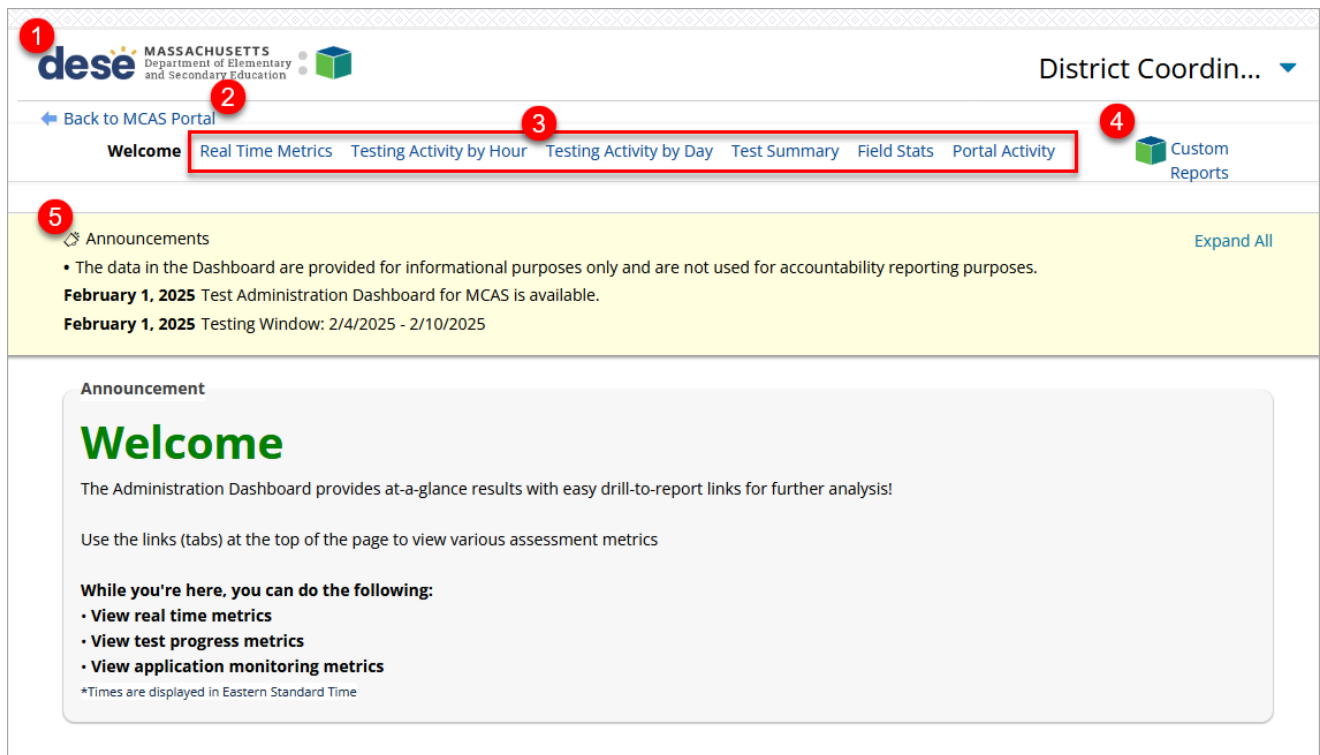 1
dese MASSACHUSETTS
Department of Elementary
and Secondary Education
District Coordin...
2
Back to MCAS Portal
3
4
Welcome Real Time Metrics Testing Activity by Hour Testing Activity by Day Test Summary Field Stats Portal Activity
Custom
Reports
5
Announcements
Expand All
• The data in the Dashboard are provided for informational purposes only and are not used for accountability reporting purposes.
February 1, 2025 Test Administration Dashboard for MCAS is available.
February 1, 2025 Testing Window: 2/4/2025 - 2/10/2025
Announcement
Welcome
The Administration Dashboard provides at-a-glance results with easy drill-to-report links for further analysis!
Use the links (tabs) at the top of the page to view various assessment metrics
While you're here, you can do the following:
• View real time metrics
• View test progress metrics
• View application monitoring metrics
*Times are displayed in Eastern Standard Time